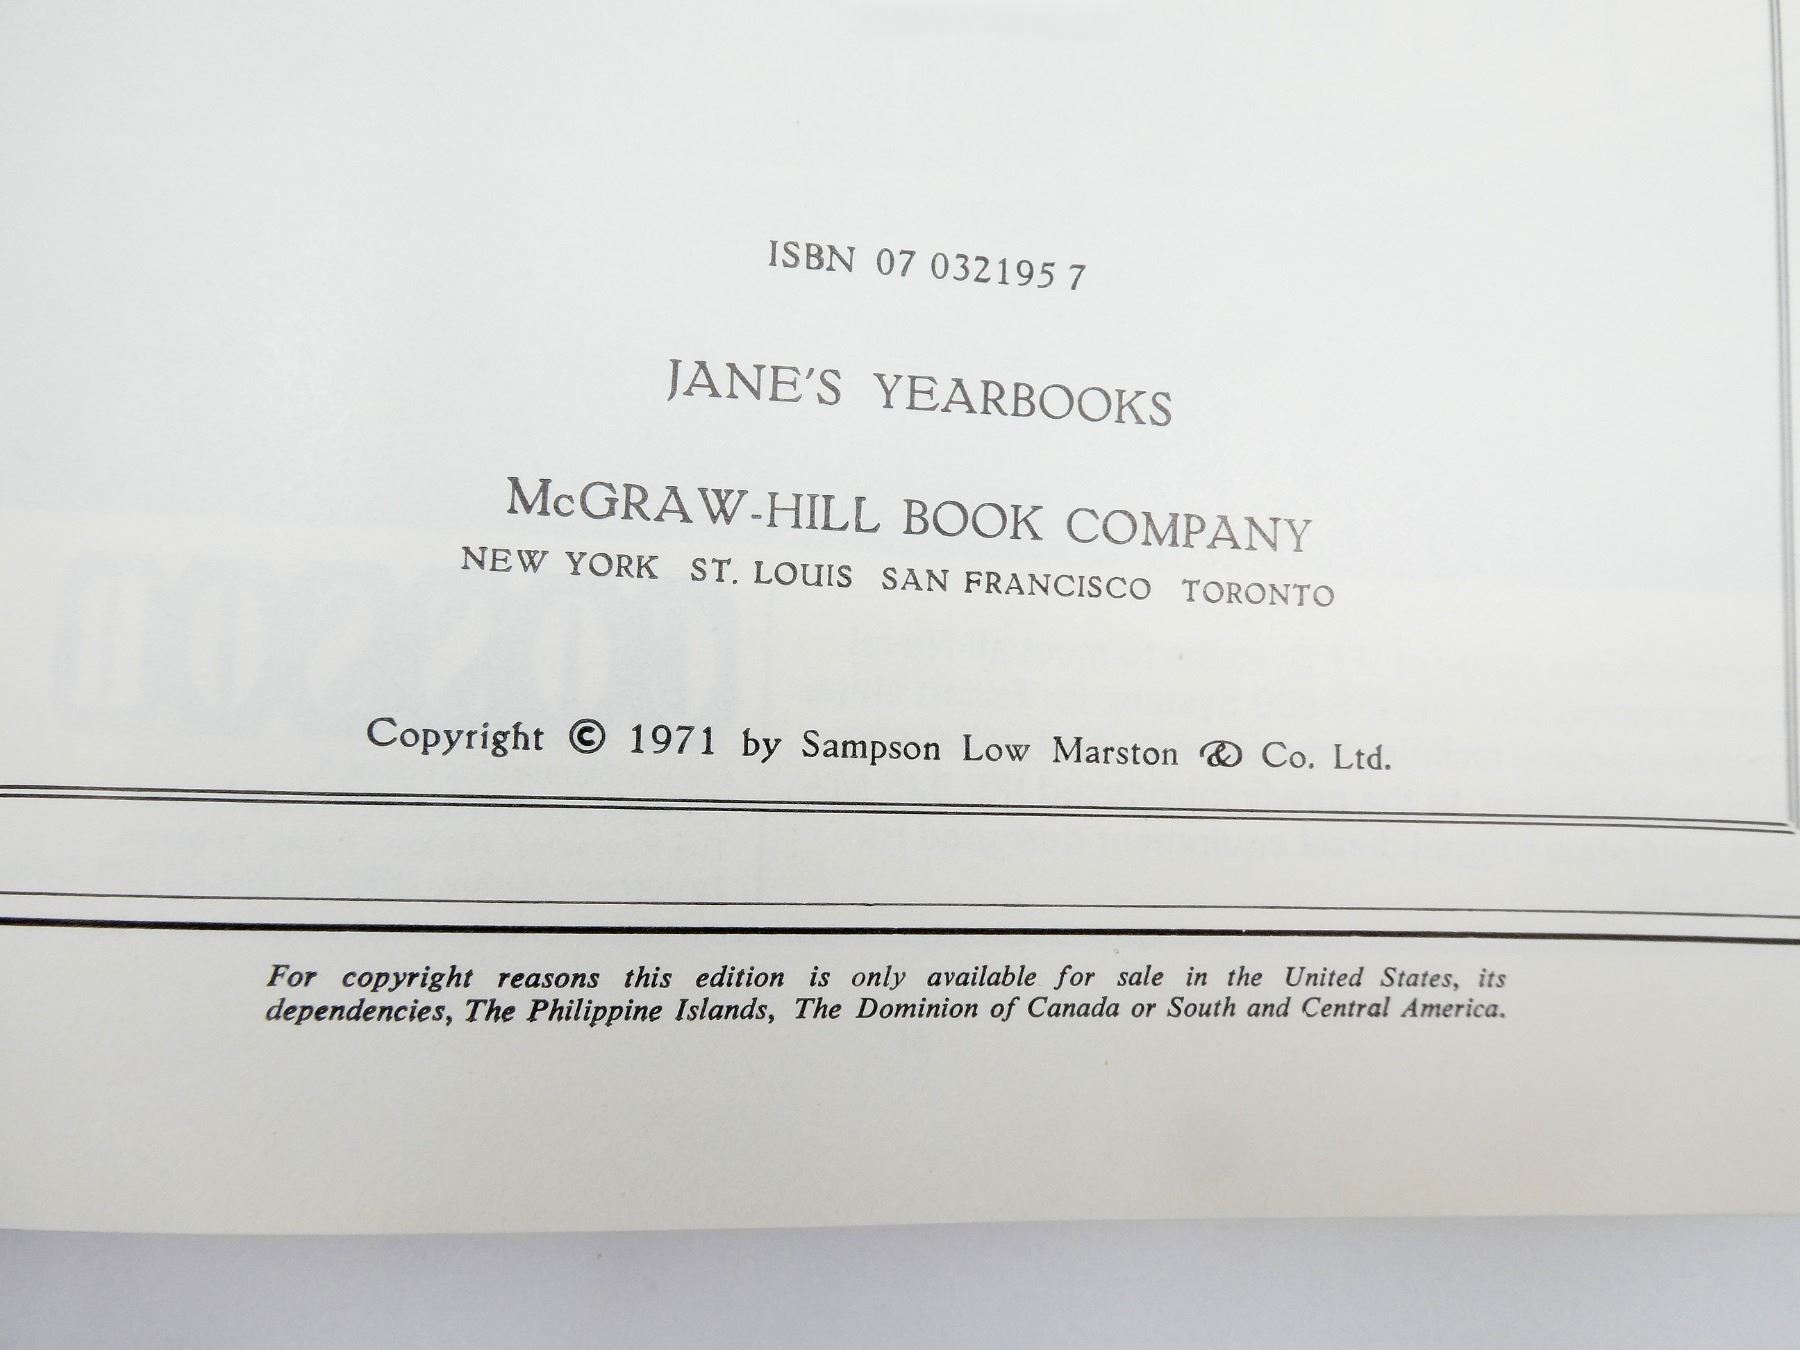 ISBN 07 032195 7
JANE'S YEARBOOKS
McGRAW-HILL BOOK COMPANY
NEW YORK ST. LOUIS SAN FRANCISCO TORONTO
Copyright © 1971 by Sampson Low Marston & Co. Ltd.
For copyright reasons this edition is only available for sale in the United States, its
dependencies, The Philippine Islands, The Dominion of Canada or South and Central America.